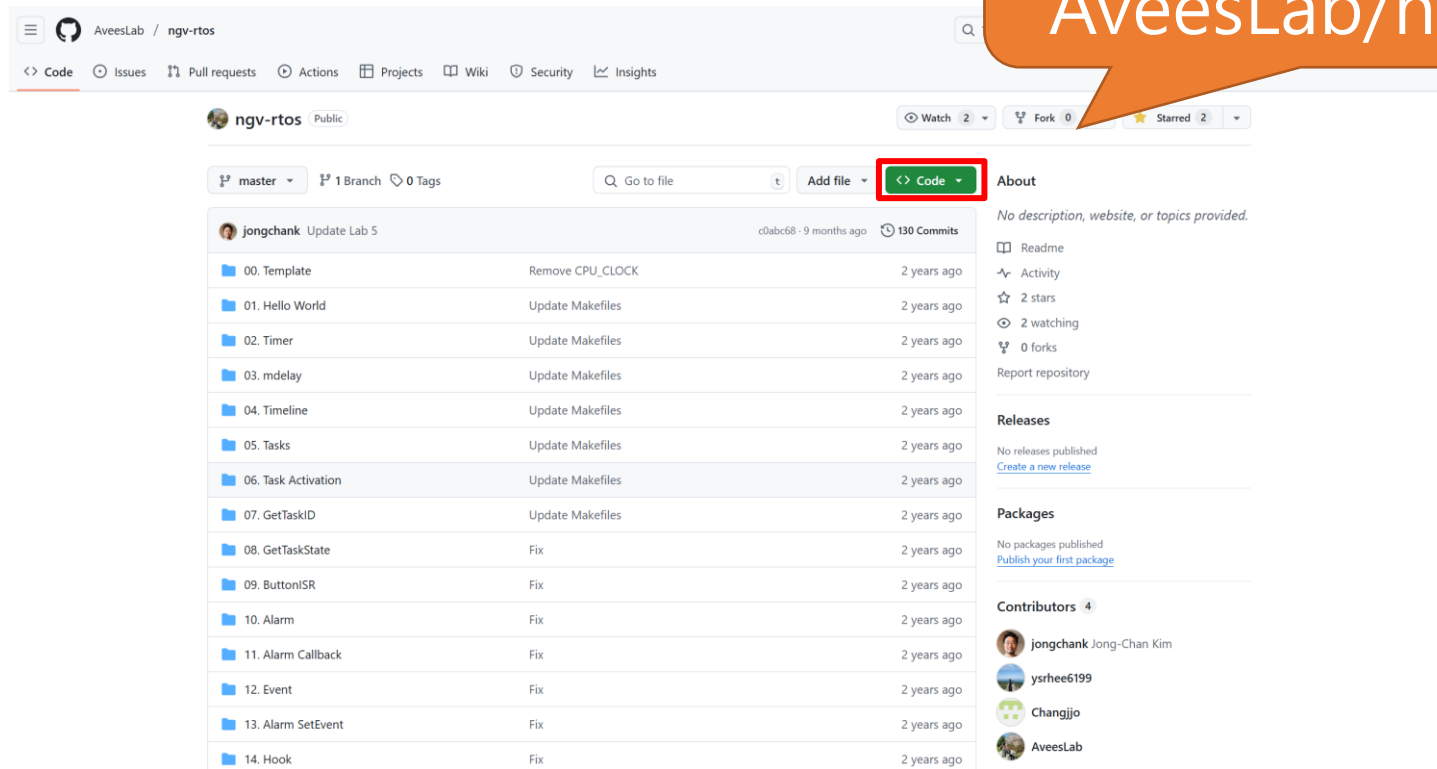 AveesLab/n
AveesLab / ngv-rtos
Code Issues Pull requests Actions Projects Wiki Security Insights
ngv-rtos Public
Watch 2 Fork 0 Starred 2
master 1 Branch 0 Tags Go to file t Add file Code
jongchank Update Lab 5 c0abc68 · 9 months ago 130 Commits
00. Template Remove CPU_CLOCK 2 years ago
01. Hello World Update Makefiles 2 years ago
02. Timer Update Makefiles 2 years ago
03. mdelay Update Makefiles 2 years ago
04. Timeline Update Makefiles 2 years ago
05. Tasks Update Makefiles 2 years ago
06. Task Activation Update Makefiles 2 years ago
07. GetTaskID Update Makefiles 2 years ago
08. GetTaskState Fix 2 years ago
09. ButtonISR Fix 2 years ago
10. Alarm Fix 2 years ago
11. Alarm Callback Fix 2 years ago
12. Event Fix 2 years ago
13. Alarm SetEvent Fix 2 years ago
14. Hook Fix 2 years ago
About
No description, website, or topics provided.
Readme
Activity
2 stars
2 watching
0 forks
Report repository
Releases
No releases published
Create a new release
Packages
No packages published
Publish your first package
Contributors 4
jongchank Jong-Chan Kim
ysrhee6199
Changjjo
AveesLab